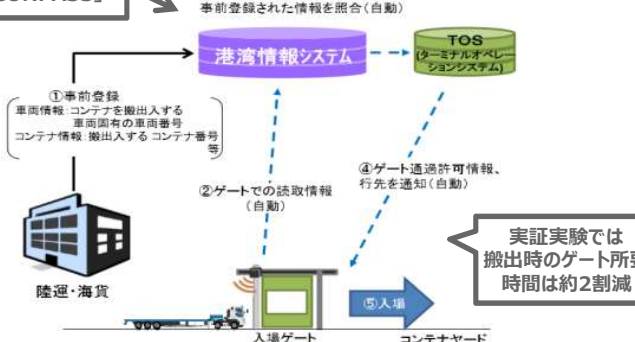 事前登録された情報を照合(自動)
港湾情報システム
TOS
(ターミナルオペレー
ションシステム)
①事前登録
車両情報:コンテナを搬出入する
車両固有の車両番号
コンテナ情報:搬出入するコンテナ番号
等
②ゲートでの読取情報
(自動)
④ゲート通過許可情報、
行先を通知(自動)
実証実験では
搬出時のゲート所要
時間は約2割減
陸運・海貨
⑤入場
入場ゲート
コンテナヤード